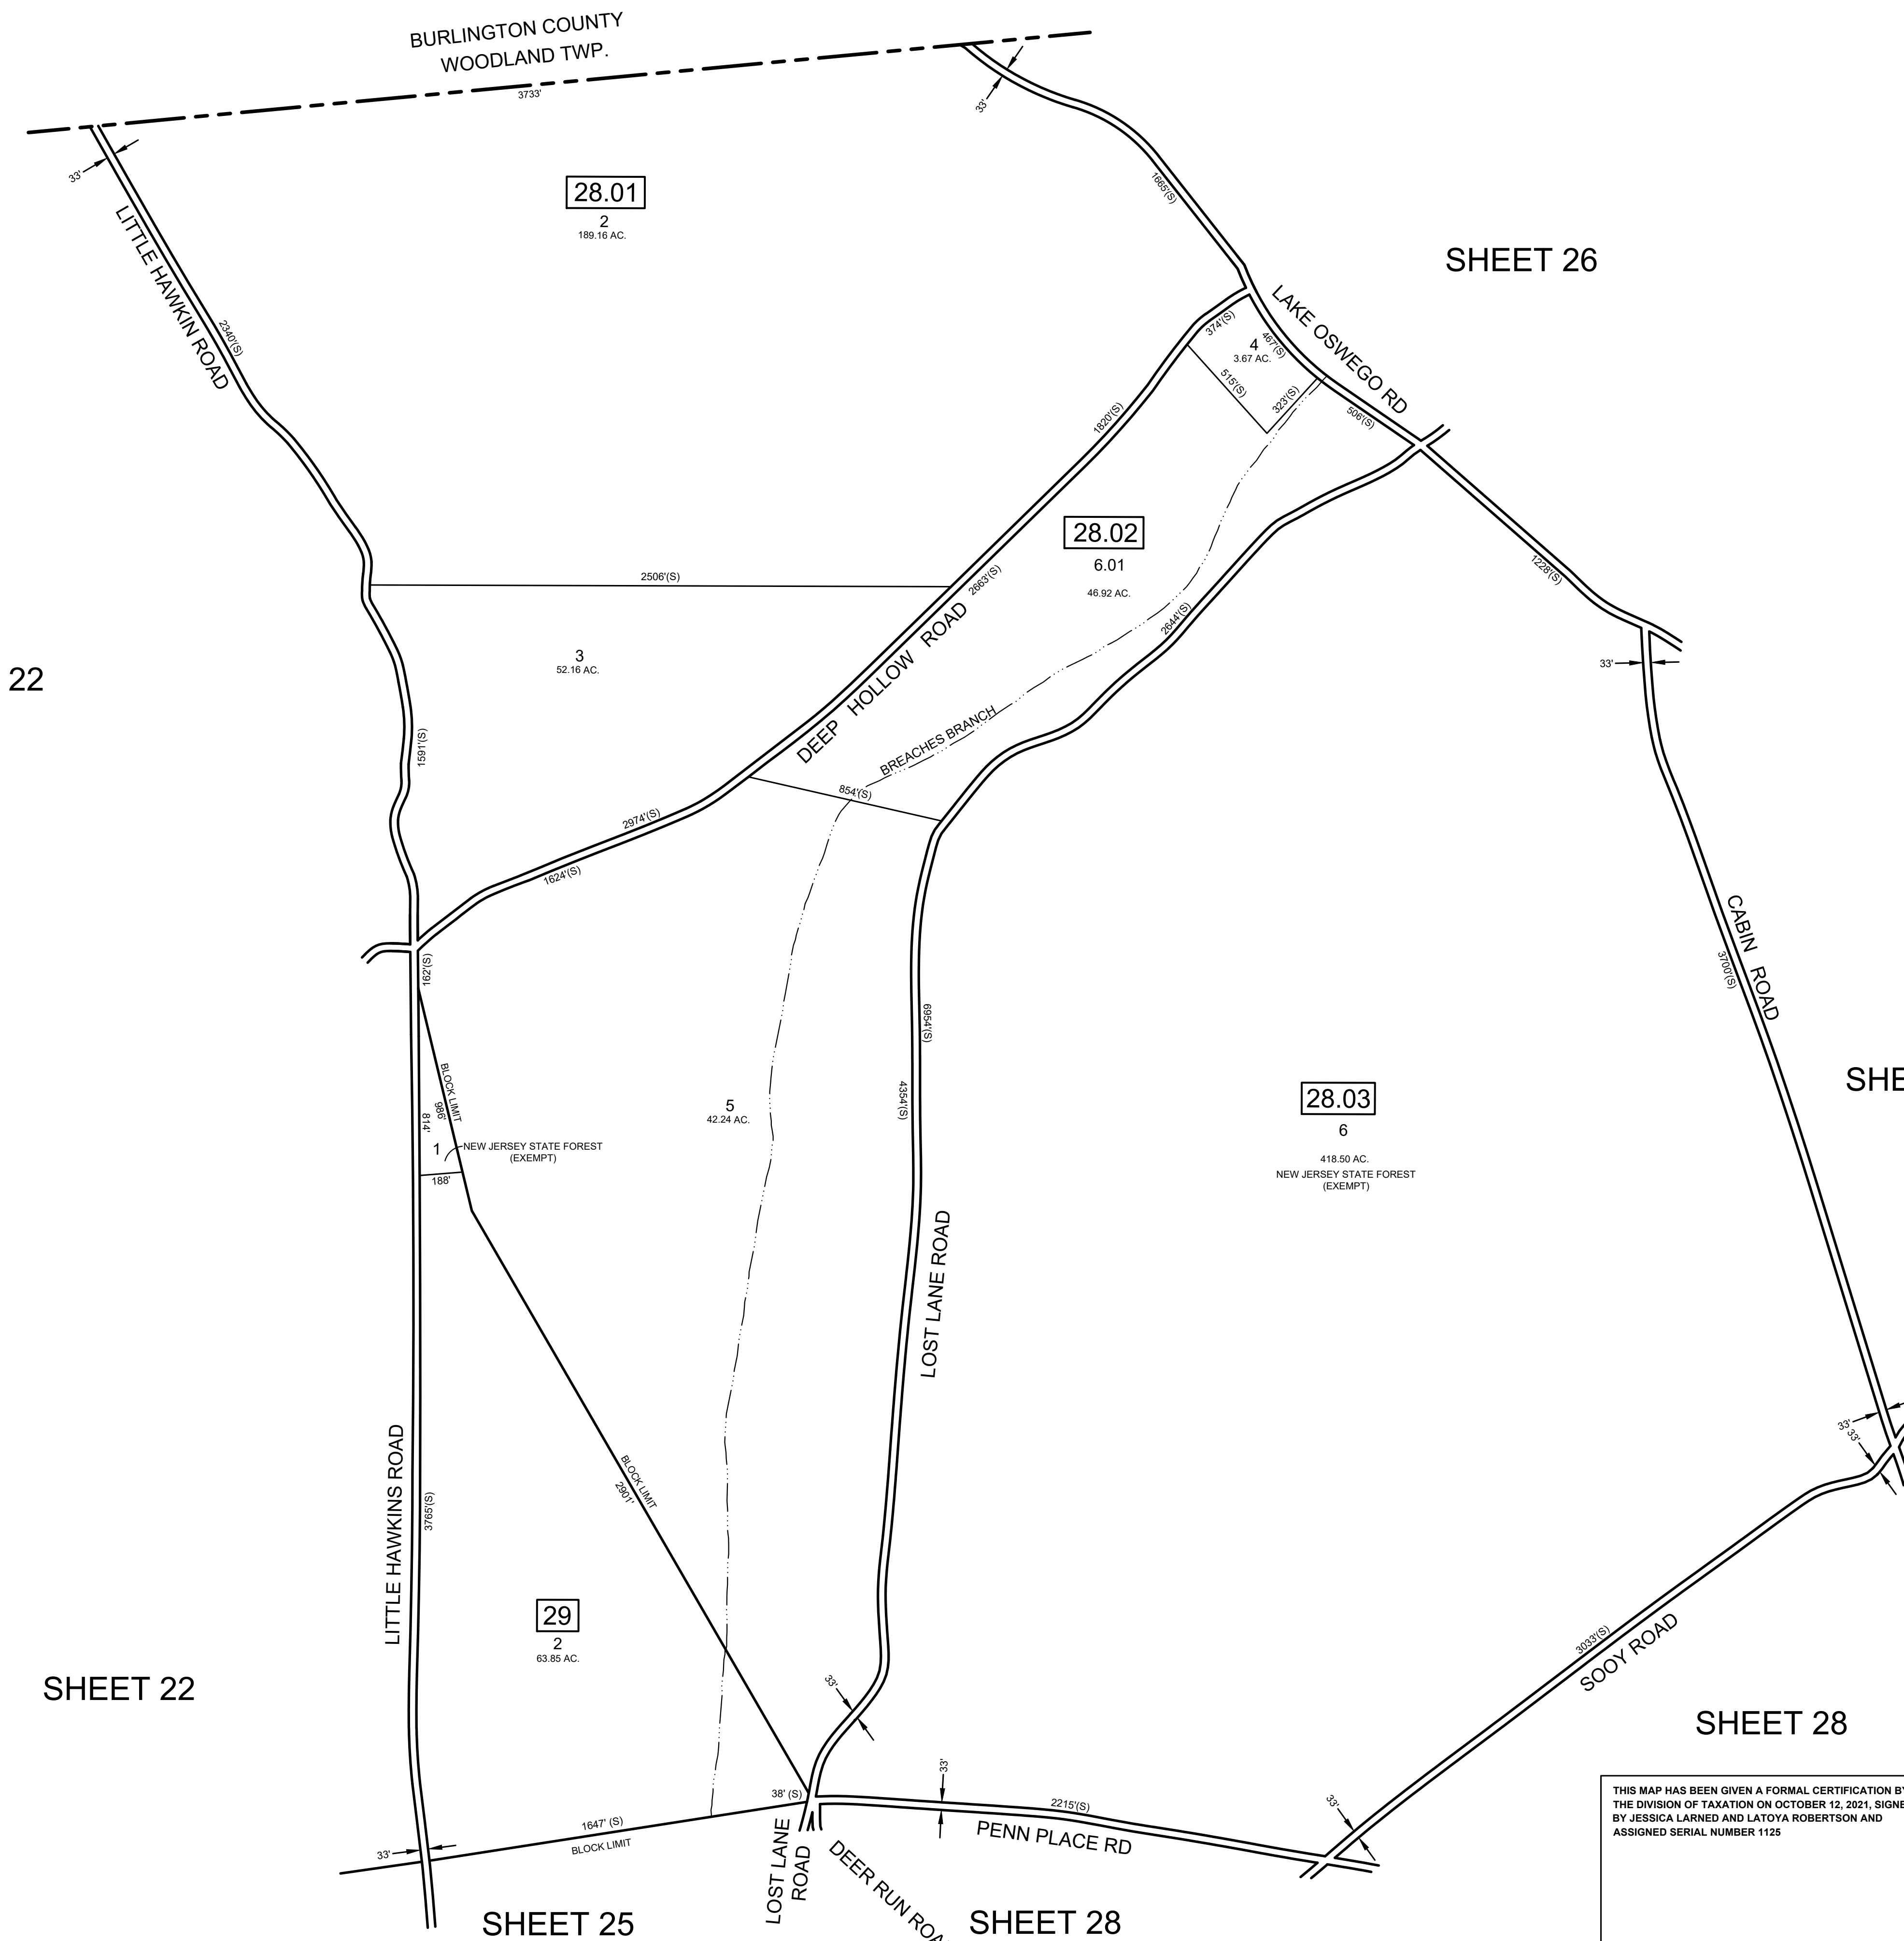 BURLINGTON COUNTY
WOODLAND TWP.
3733'
33'
33'
28.01
2
189.16 AC.
LITTLE HAWKIN ROAD
2340'(S)
1665'(S)
SHEET 26
LAKE OSWEGO RD
374'(S)
467'(S)
4
3.67 AC.
515'(S)
323'(S)
506'(S)
1820'(S)
28.02
6.01
46.92 AC.
2506'(S)
2663'(S)
2644'(S)
1228'(S)
33'
22
3
52.16 AC.
DEEP HOLLOW ROAD
BREACHES BRANCH
1591'(S)
854'(S)
2974'(S)
1624'(S)
162'(S)
CABIN ROAD
3700'(S)
6954'(S)
4354'(S)
SHE
BLOCK LIMIT
986'
814'
1
NEW JERSEY STATE FOREST
(EXEMPT)
188'
5
42.24 AC.
28.03
6
418.50 AC.
NEW JERSEY STATE FOREST
(EXEMPT)
LOST LANE ROAD
LITTLE HAWKINS ROAD
3765'(S)
BLOCK LIMIT
2901'
33'
33'
29
2
63.85 AC.
3033'(S)
SOOY ROAD
SHEET 22
33'
SHEET 28
38' (S)
33'
2215'(S)
PENN PLACE RD
33'
1647' (S)
BLOCK LIMIT
33'
LOST LANE
ROAD
DEER RUN ROA
SHEET 25
SHEET 28
THIS MAP HAS BEEN GIVEN A FORMAL CERTIFICATION BY
THE DIVISION OF TAXATION ON OCTOBER 12, 2021, SIGNE
BY JESSICA LARNED AND LATOYA ROBERTSON AND
ASSIGNED SERIAL NUMBER 1125